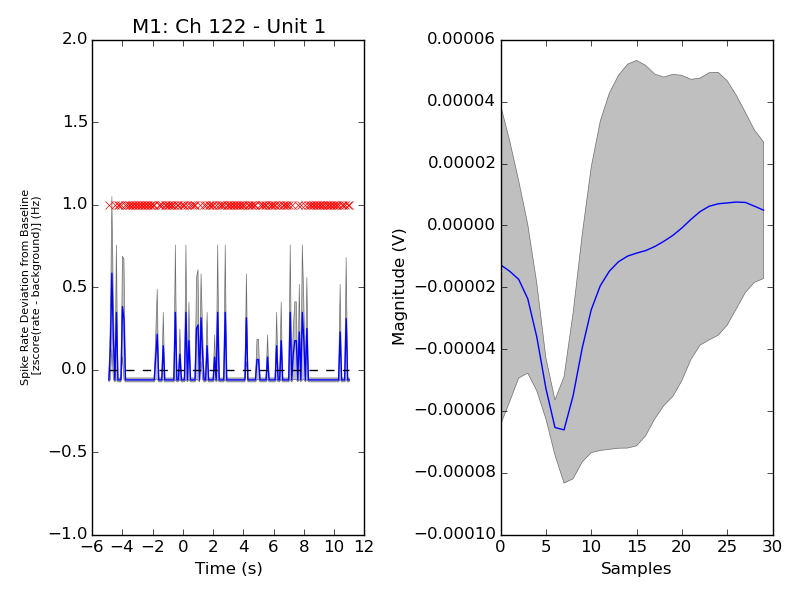 M1: Ch 122 - Unit 1
2.0
1.5
1.0
0.5
0.0
−0.5
−1.0
−6 −4 −2 0 2 4 6 8 10 12
Time (s)
Spike Rate Deviation from Baseline
[zscore(rate - background)] (Hz)
0.00006
0.00004
0.00002
0.00000
−0.00002
−0.00004
−0.00006
−0.00008
−0.00010
0 5 10 15 20 25 30
Samples
Magnitude (V)